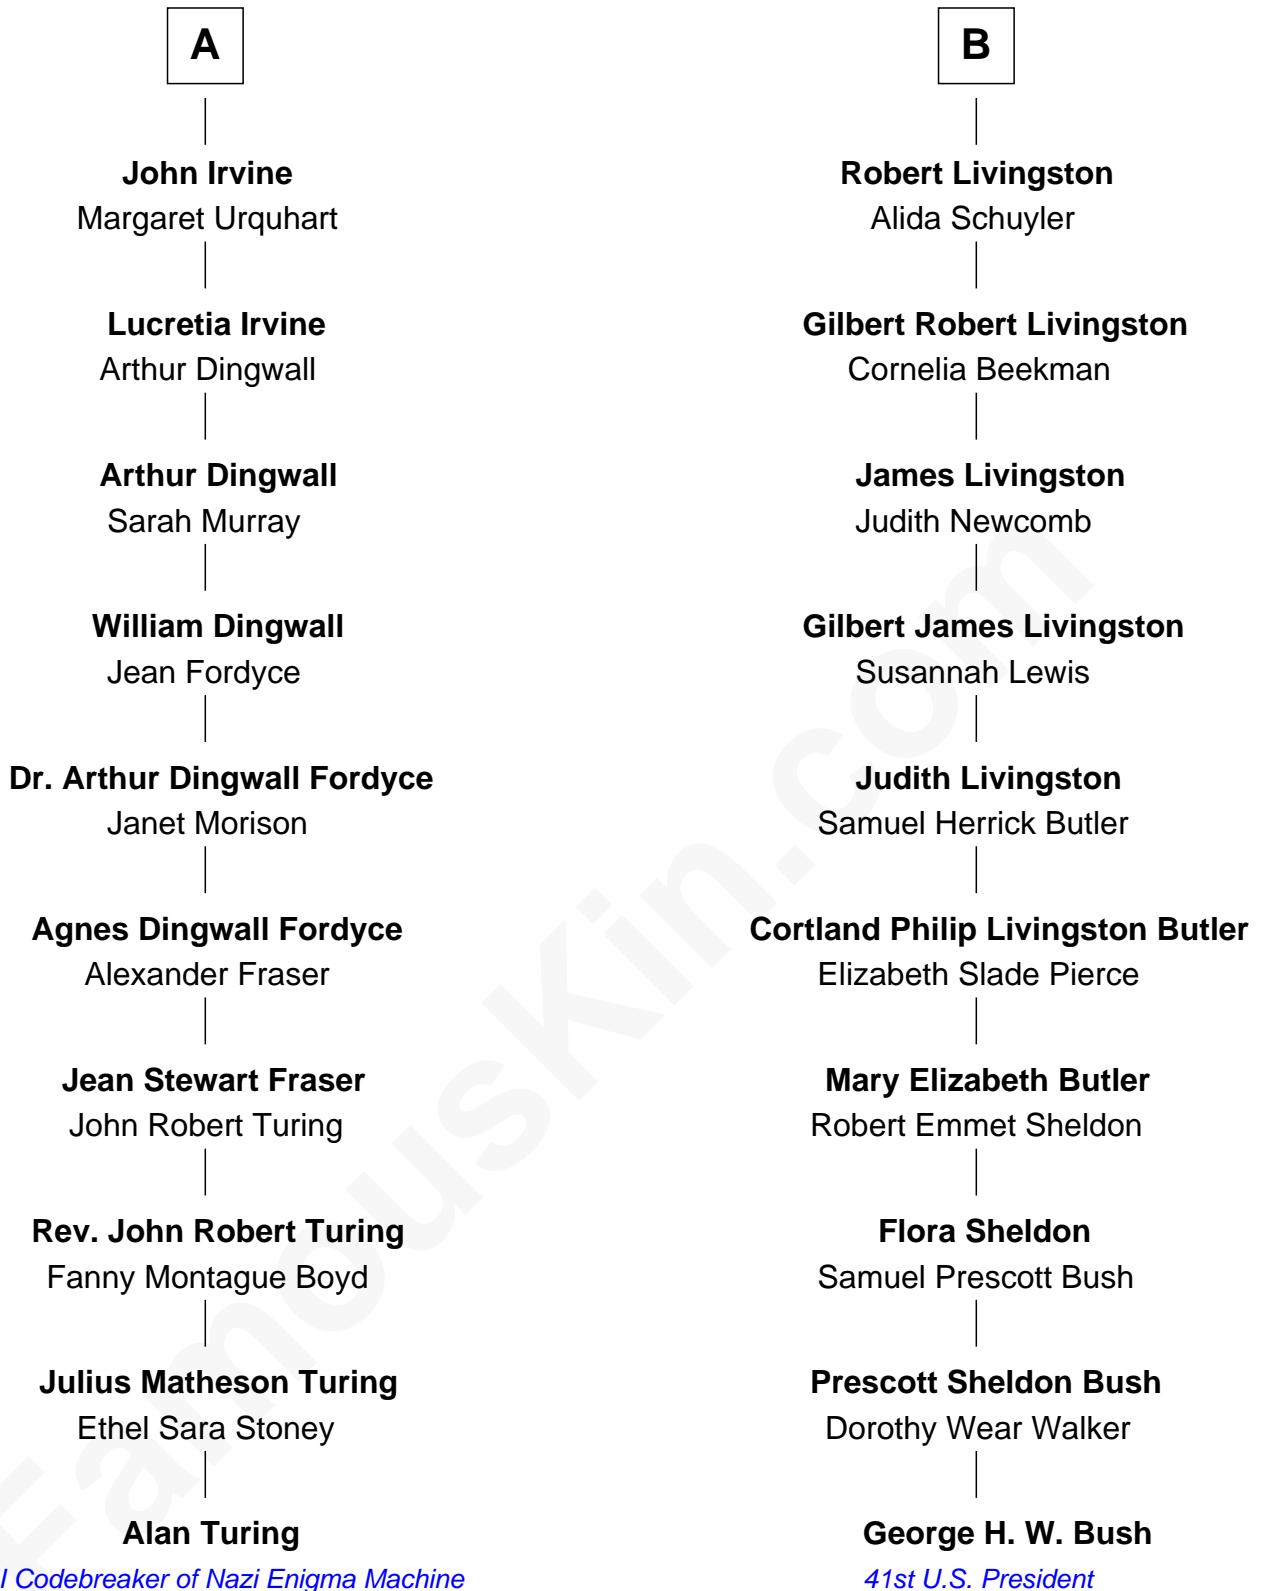 A
John Irvine
Margaret Urquhart
Lucretia Irvine
Arthur Dingwall
Arthur Dingwall
Sarah Murray
William Dingwall
Jean Fordyce
Dr. Arthur Dingwall Fordyce
Janet Morison
Agnes Dingwall Fordyce
Alexander Fraser
Jean Stewart Fraser
John Robert Turing
Rev. John Robert Turing
Fanny Montague Boyd
Julius Matheson Turing
Ethel Sara Stoney
Alan Turing
I Codebreaker of Nazi Enigma Machine
B
Robert Livingston
Alida Schuyler
Gilbert Robert Livingston
Cornelia Beekman
James Livingston
Judith Newcomb
Gilbert James Livingston
Susannah Lewis
Judith Livingston
Samuel Herrick Butler
Cortland Philip Livingston Butler
Elizabeth Slade Pierce
Mary Elizabeth Butler
Robert Emmet Sheldon
Flora Sheldon
Samuel Prescott Bush
Prescott Sheldon Bush
Dorothy Wear Walker
George H. W. Bush
41st U.S. President
FamousKin.com